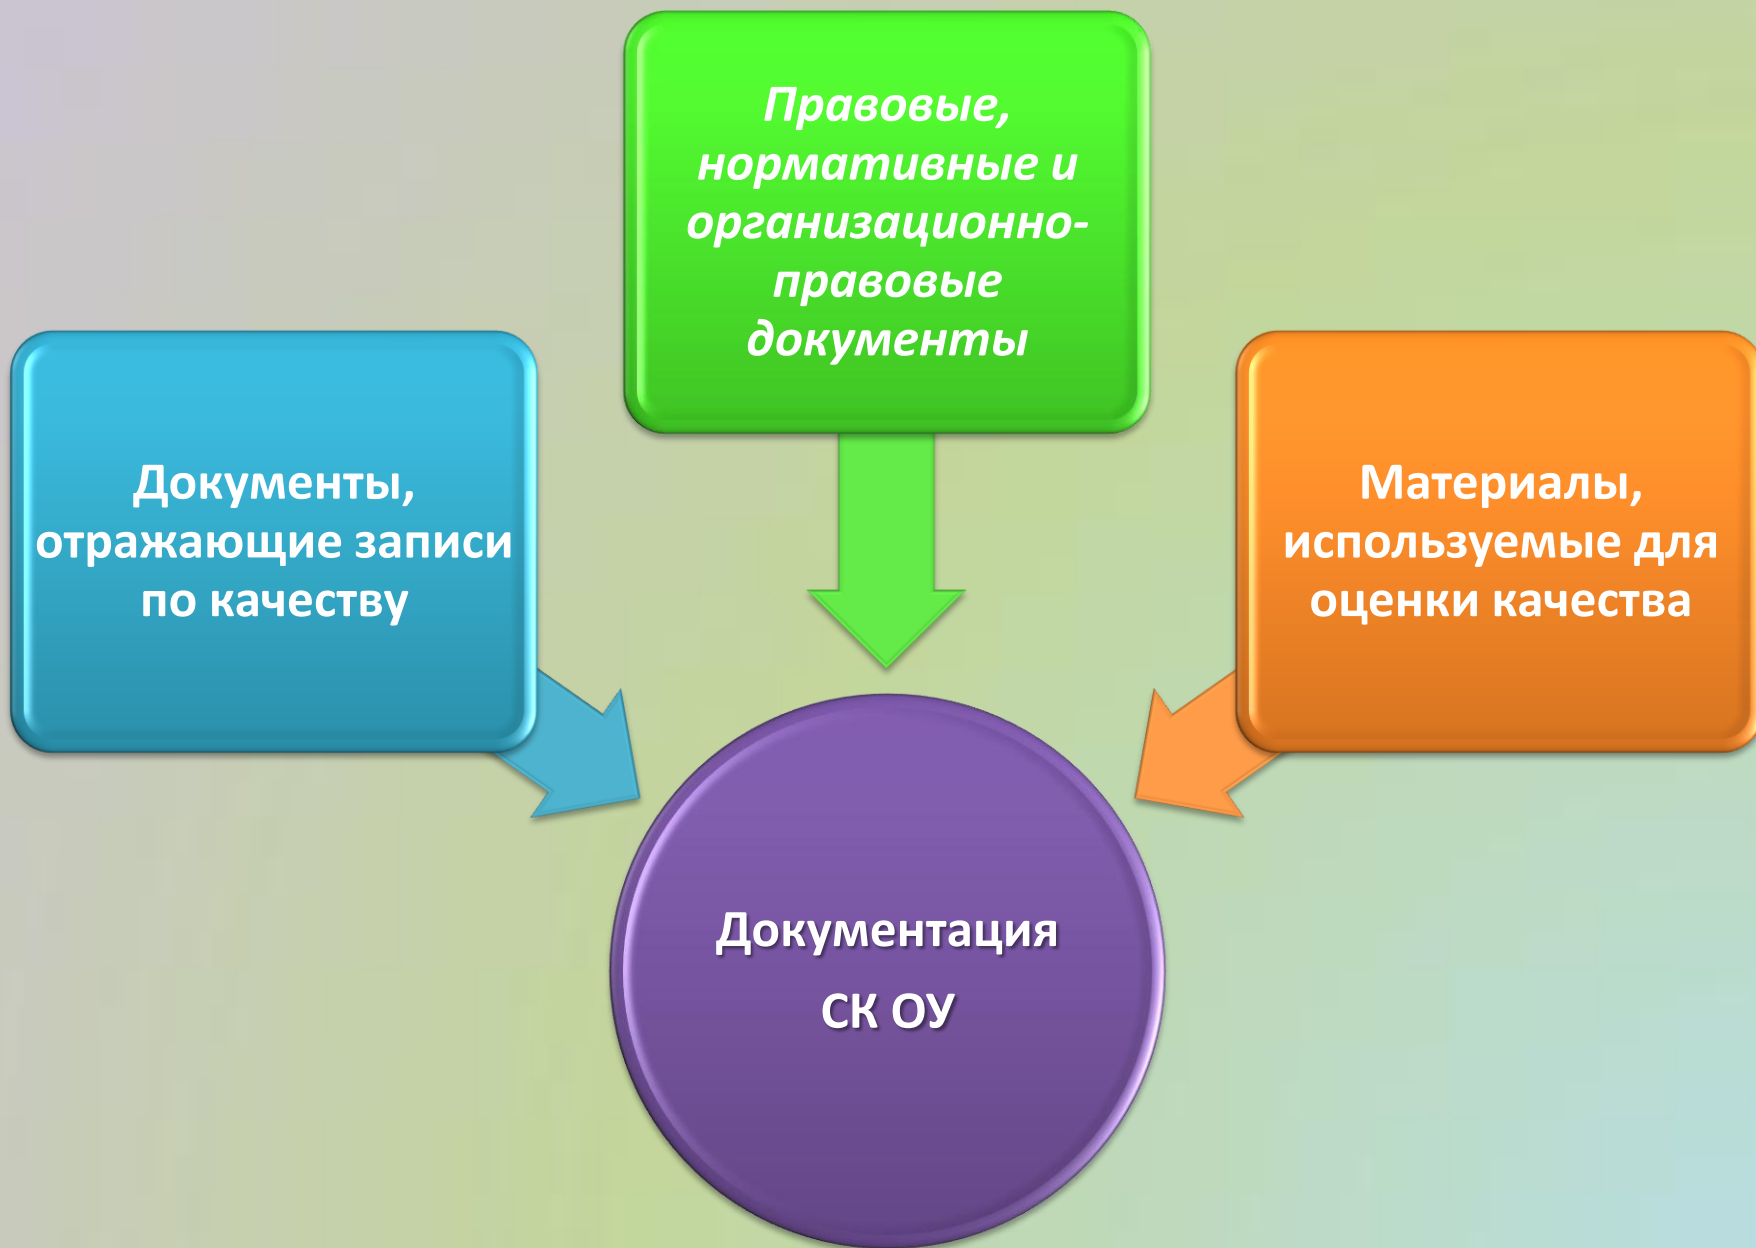 Правовые,
нормативные и
организационно-
правовые
документы
Документы,
отражающие записи
по качеству
Материалы,
используемые для
оценки качества
Документация
СК ОУ